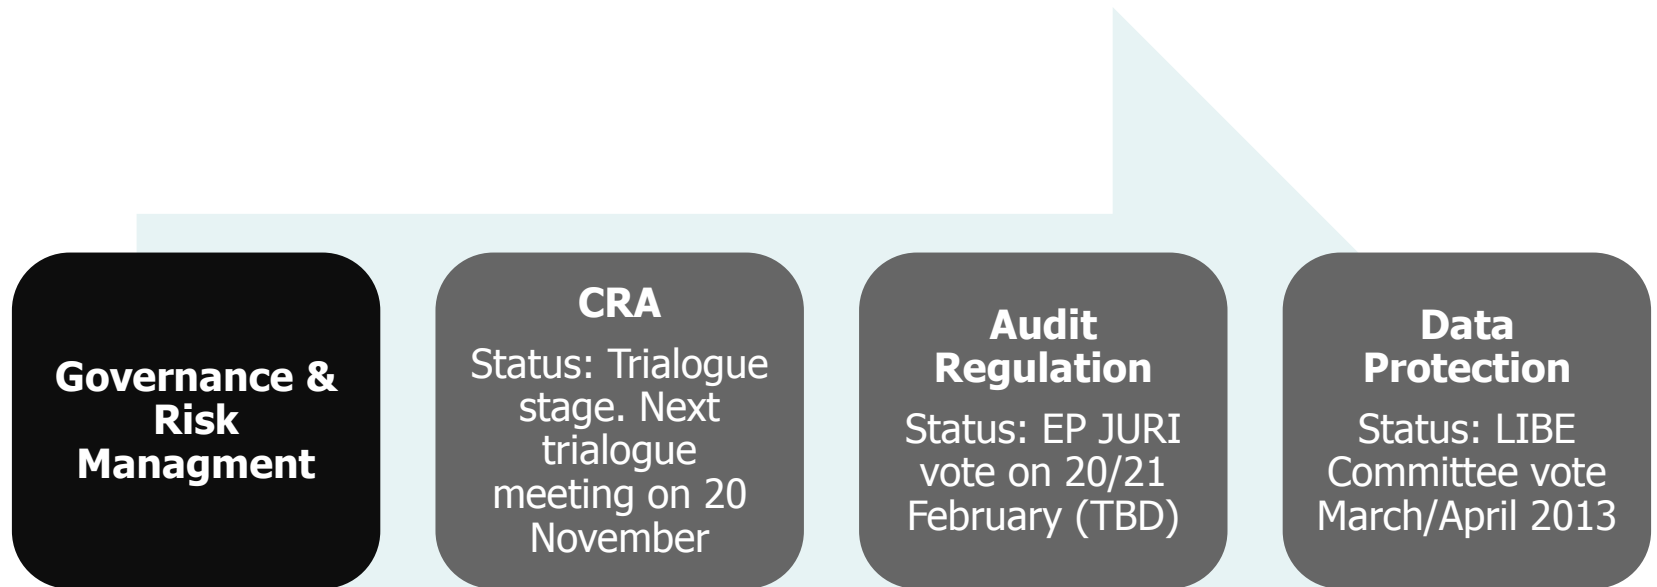 Governance &
Risk
Managment
CRA
Status: Trialogue
stage. Next
trialogue
meeting on 20
November
Audit
Regulation
Status: EP JURI
vote on 20/21
February (TBD)
Data
Protection
Status: LIBE
Committee vote
March/April 2013